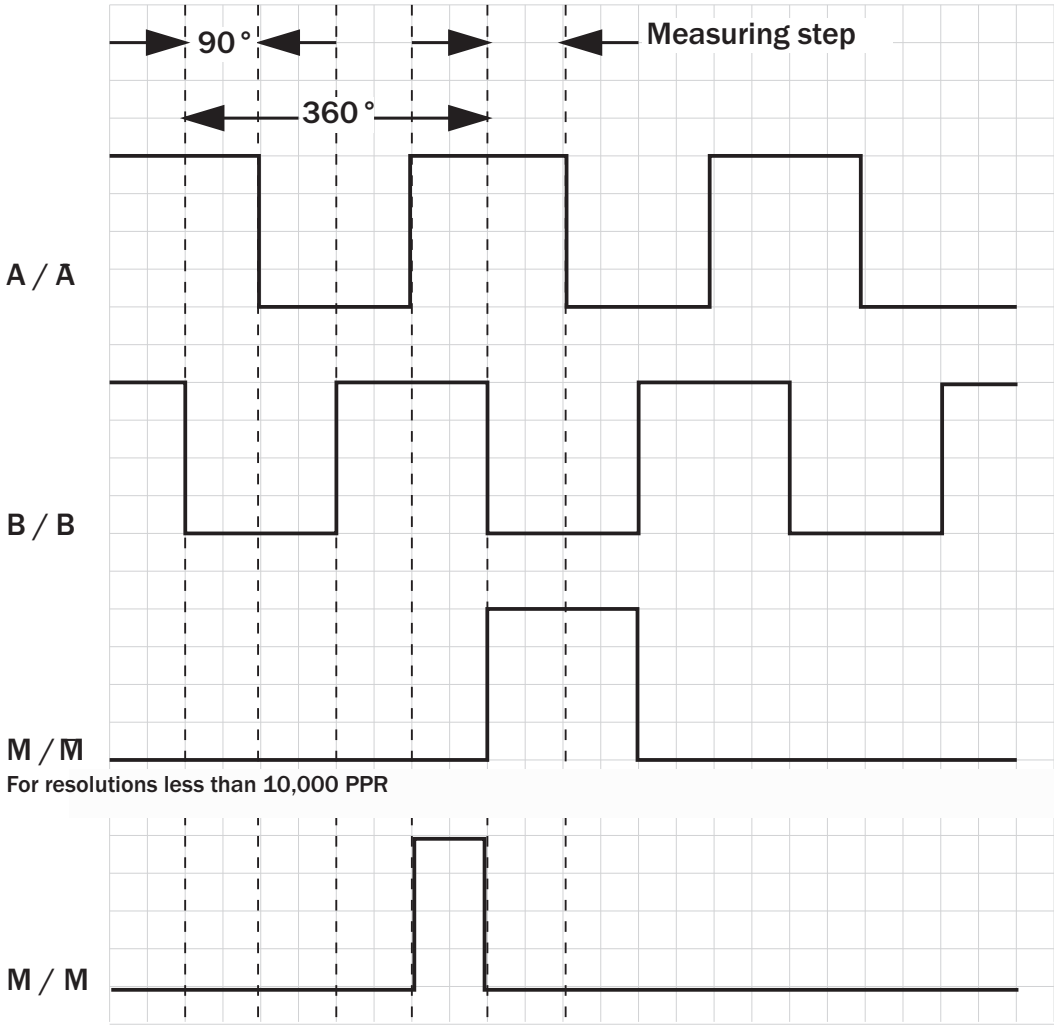 90°
Measuring step
360°
A / Ā
B / B
M / M̅
For resolutions less than 10,000 PPR
M / M